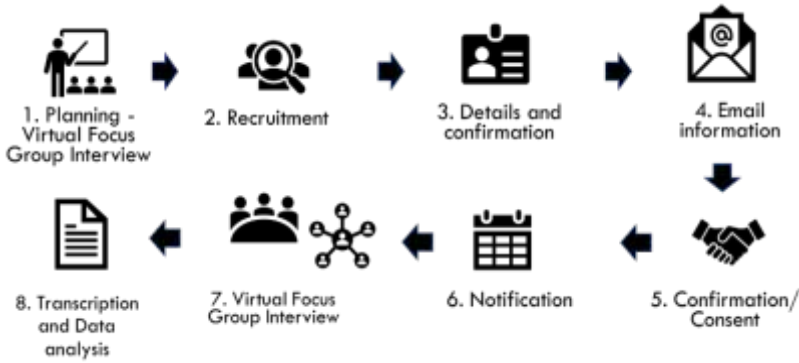 1. Planning -
Virtual Focus
Group Interview
2. Recruitment
3. Details and
confirmation
4. Email
information
5. Confirmation/
Consent
6. Notification
7. Virtual Focus
Group Interview
8. Transcription
and Data
analysis